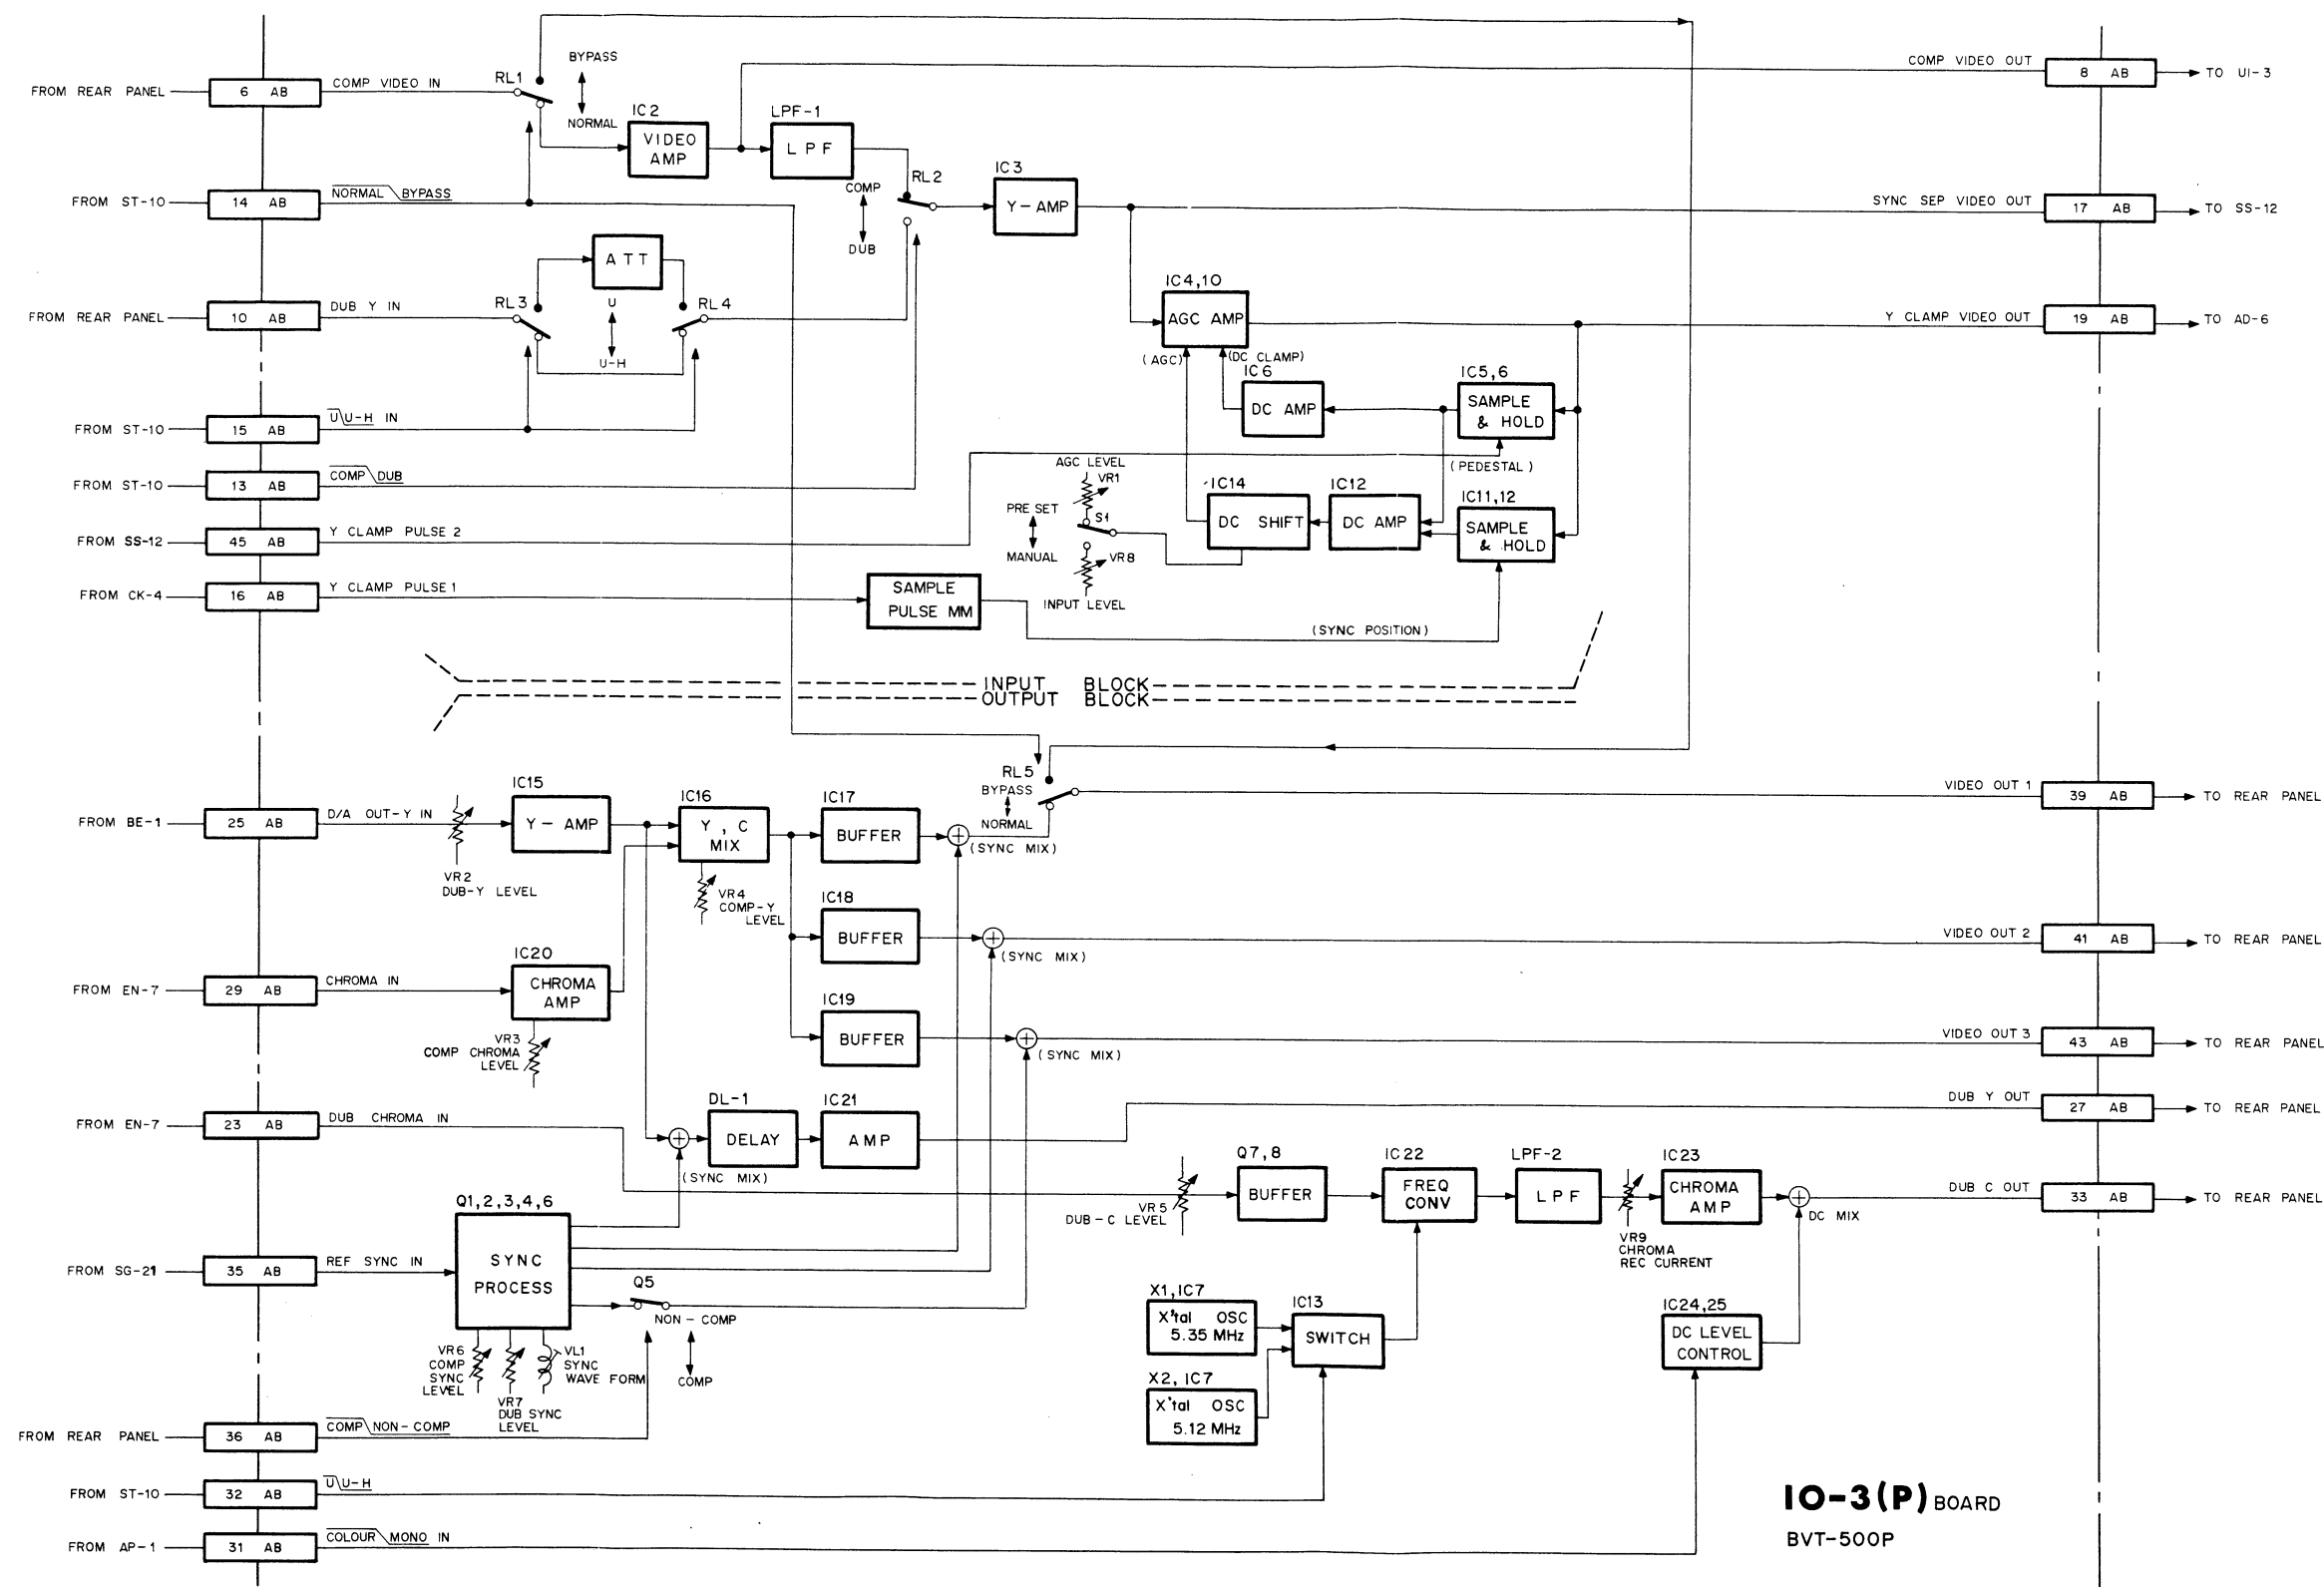 BYPASS
NORMAL
FROM REAR PANEL 6 AB COMP VIDEO IN RL1
IC2
VIDEO
AMP
LPF-1
LPF
COMP VIDEO OUT 8 AB TO UI-3
FROM ST-10 14 AB NORMAL BYPASS
COMP
DUB
RL2
IC3
Y-AMP
SYNC SEP VIDEO OUT 17 AB TO SS-12
FROM REAR PANEL 10 AB DUB Y IN RL3
ATT
U
U-H
RL4
IC4,10
AGC AMP
(AGC)
(DC CLAMP)
Y CLAMP VIDEO OUT 19 AB TO AD-6
IC6
DC AMP
IC5,6
SAMPLE
& HOLD
(PEDESTAL)
FROM ST-10 15 AB U U-H IN
FROM ST-10 13 AB COMP DUB
FROM SS-12 45 AB Y CLAMP PULSE 2
FROM CK-4 16 AB Y CLAMP PULSE 1
SAMPLE
PULSE MM
AGC LEVEL
VR1
PRE SET
S1
MANUAL
VR8
INPUT LEVEL
IC14
DC SHIFT
IC12
DC AMP
IC11,12
SAMPLE
& HOLD
(SYNC POSITION)
INPUT BLOCK
OUTPUT BLOCK
RL5
BYPASS
NORMAL
VIDEO OUT 1 39 AB TO REAR PANEL
FROM BE-1 25 AB D/A OUT-Y IN
VR2
DUB-Y LEVEL
IC15
Y-AMP
IC16
Y, C
MIX
VR4
COMP-Y
LEVEL
IC17
BUFFER
(SYNC MIX)
IC18
BUFFER
(SYNC MIX)
VIDEO OUT 2 41 AB TO REAR PANEL
FROM EN-7 29 AB CHROMA IN
IC20
CHROMA
AMP
VR3
COMP CHROMA
LEVEL
IC19
BUFFER
(SYNC MIX)
VIDEO OUT 3 43 AB TO REAR PANEL
FROM EN-7 23 AB DUB CHROMA IN
DL-1
DELAY
(SYNC MIX)
IC21
AMP
DUB Y OUT 27 AB TO REAR PANEL
VR5
DUB-C LEVEL
Q7,8
BUFFER
IC22
FREQ
CONV
LPF-2
LPF
VR9
CHROMA
REC CURRENT
IC23
CHROMA
AMP
DC MIX
DUB C OUT 33 AB TO REAR PANEL
FROM SG-21 35 AB REF SYNC IN
Q1,2,3,4,6
SYNC
PROCESS
Q5
NON-COMP
COMP
VR6
COMP
SYNC
LEVEL
VR7
DUB SYNC
LEVEL
VL1
SYNC
WAVE FORM
X1,IC7
X'tal OSC
5.35 MHz
X2, IC7
X'tal OSC
5.12 MHz
IC13
SWITCH
IC24,25
DC LEVEL
CONTROL
FROM REAR PANEL 36 AB COMP NON-COMP
FROM ST-10 32 AB U U-H
FROM AP-1 31 AB COLOUR MONO IN
IO-3(P) BOARD
BVT-500P